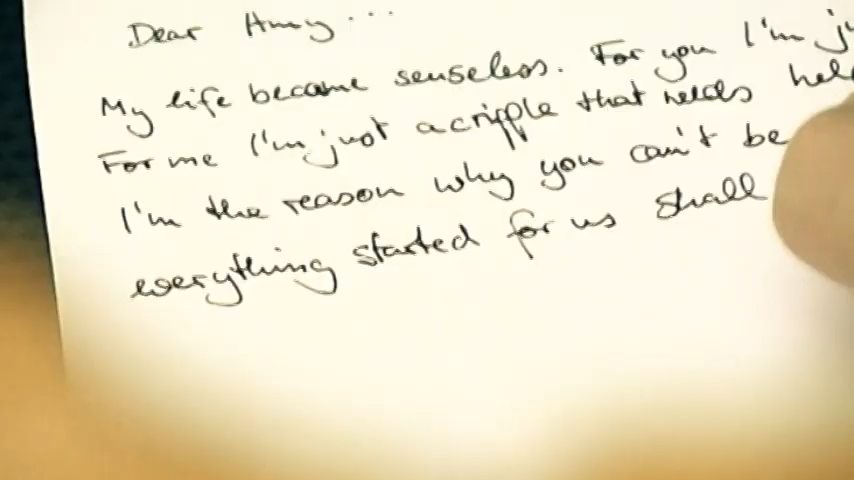 Dear Amy...
My life became senseless. For you I'm
For me I'm just a cripple that needs
I'm the reason why you can't be
everything started for us shall